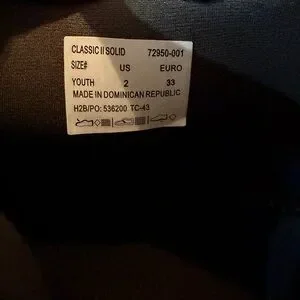 CLASSIC II SOLID 72950-001
SIZE# US EURO
YOUTH 2 33
MADE IN DOMINICAN REPUBLIC
H2B/PO: 536200 TC-43